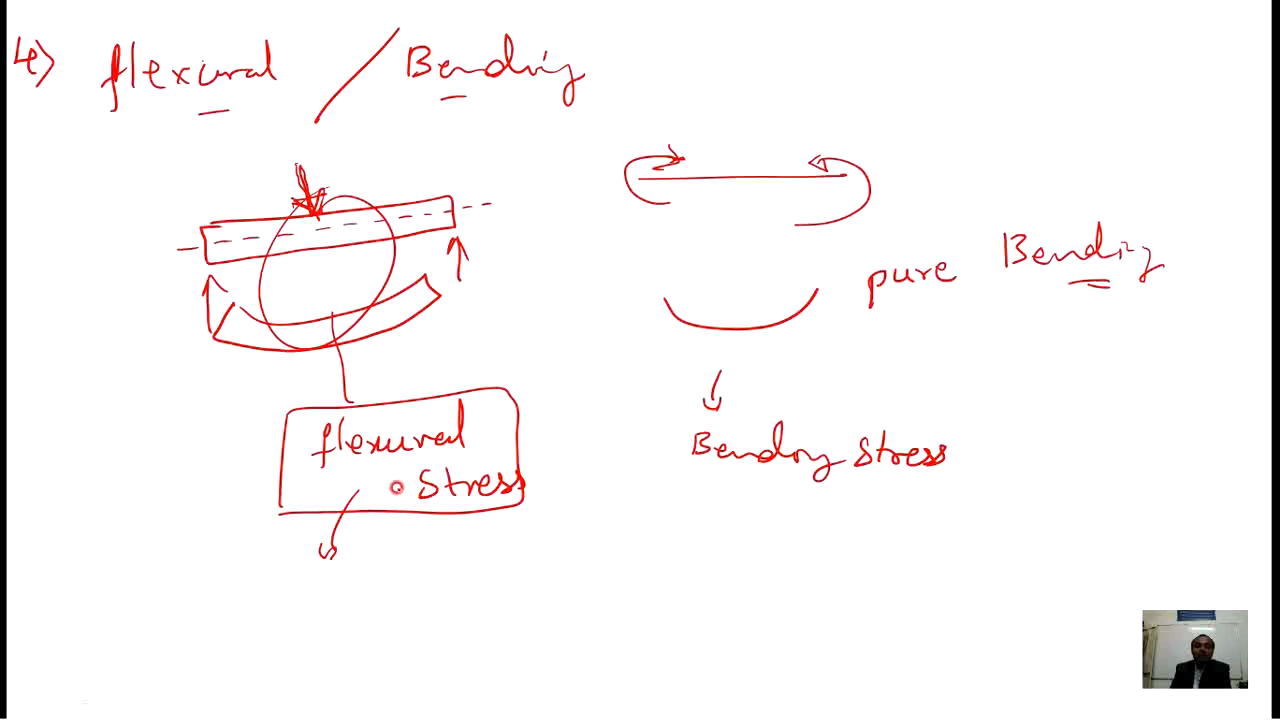 4) flexural / Bending
pure Bending
flexural
Stress
Bending Stress